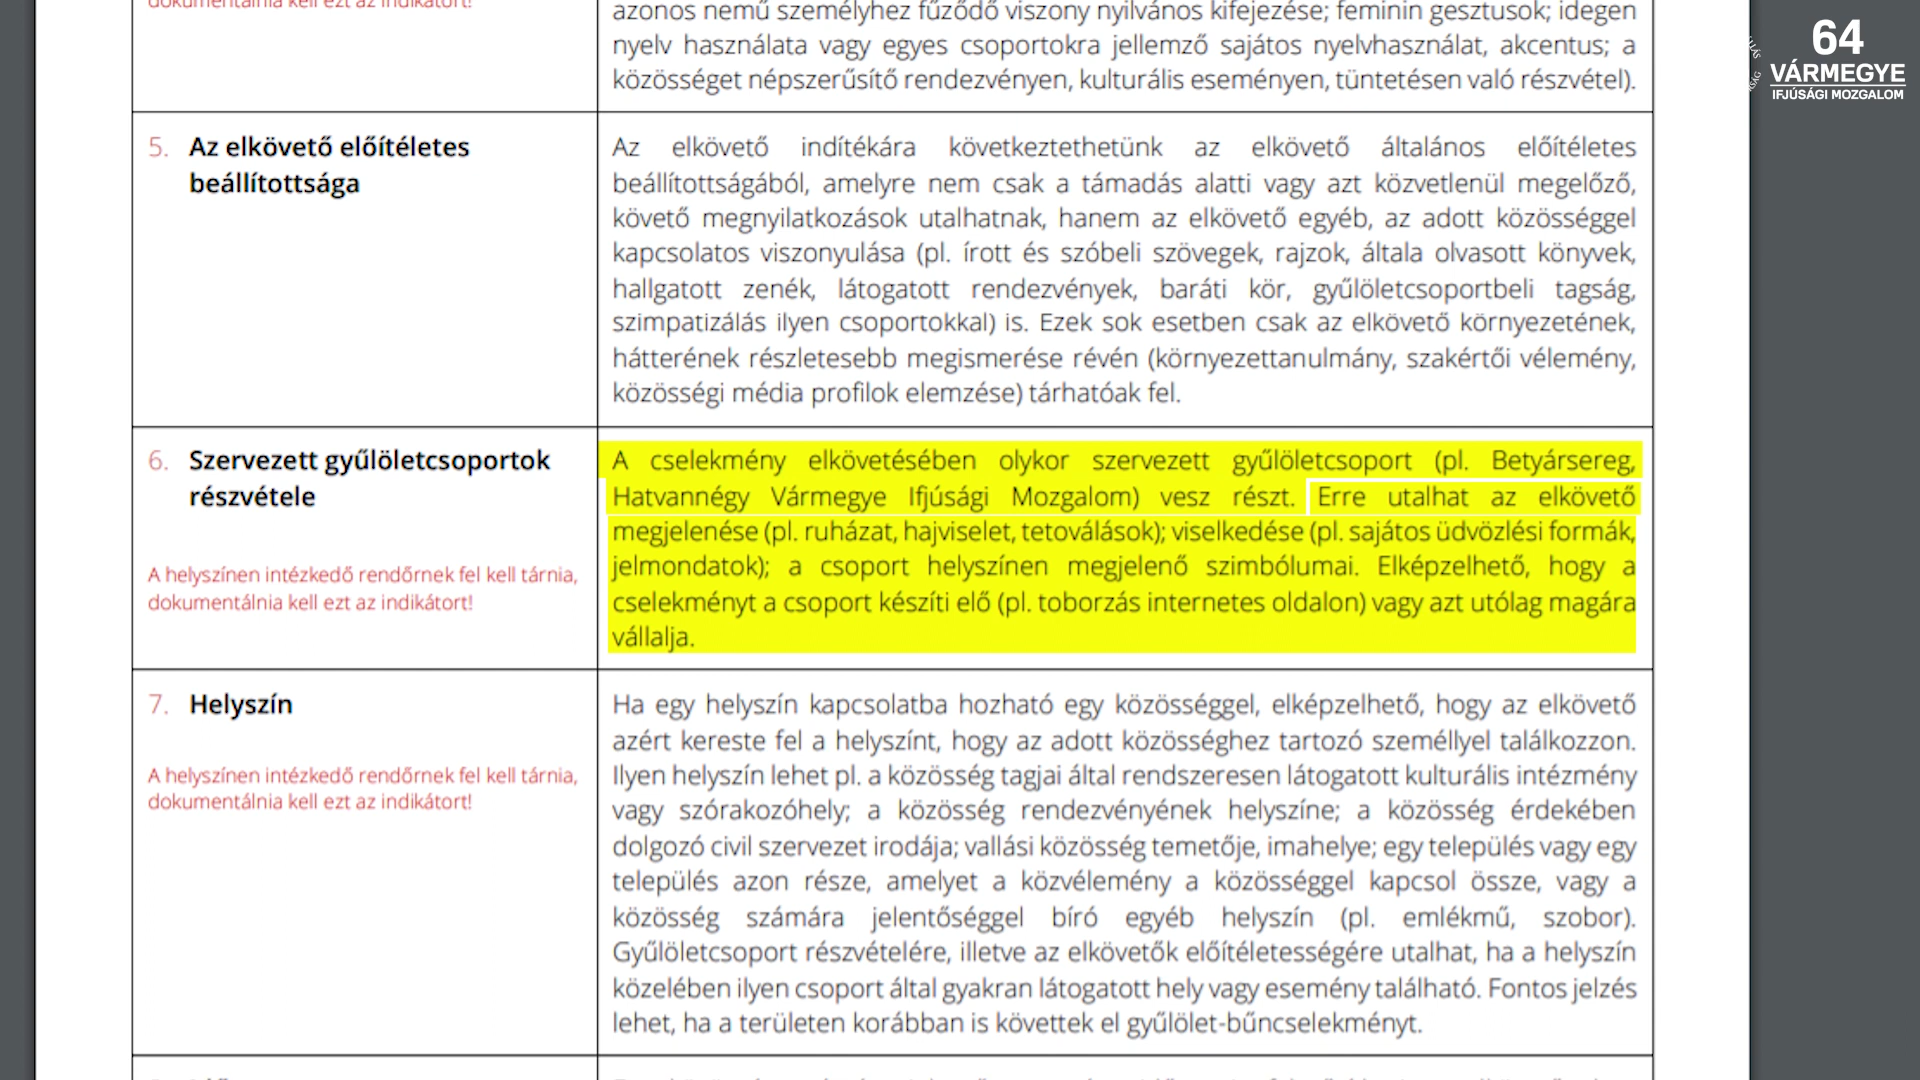 dokumentálnia kell ezt az indikátort!
azonos nemű személyhez fűződő viszony nyilvános kifejezése; feminin gesztusok; idegen
nyelv használata vagy egyes csoportokra jellemző sajátos nyelvhasználat, akcentus; a
közösséget népszerűsítő rendezvényen, kulturális eseményen, tüntetésen való részvétel).
5. Az elkövető előítéletes
beállítottsága
Az elkövető indítékára következtethetünk az elkövető általános előítéletes
beállítottságából, amelyre nem csak a támadás alatti vagy azt közvetlenül megelőző,
követő megnyilatkozások utalhatnak, hanem az elkövető egyéb, az adott közösséggel
kapcsolatos viszonyulása (pl. írott és szóbeli szövegek, rajzok, általa olvasott könyvek,
hallgatott zenék, látogatott rendezvények, baráti kör, gyűlöletcsoportbeli tagság,
szimpatizálás ilyen csoportokkal) is. Ezek sok esetben csak az elkövető környezetének,
hátterének részletesebb megismerése révén (környezettanulmány, szakértői vélemény,
közösségi média profilok elemzése) tárhatóak fel.
6. Szervezett gyűlöletcsoportok
részvétele
A helyszínen intézkedő rendőrnek fel kell tárnia,
dokumentálnia kell ezt az indikátort!
A cselekmény elkövetésében olykor szervezett gyűlöletcsoport (pl. Betyársereg,
Hatvannégy Vármegye Ifjúsági Mozgalom) vesz részt. Erre utalhat az elkövető
megjelenése (pl. ruházat, hajviselet, tetoválások); viselkedése (pl. sajátos üdvözlési formák,
jelmondatok); a csoport helyszínen megjelenő szimbólumai. Elképzelhető, hogy a
cselekményt a csoport készíti elő (pl. toborzás internetes oldalon) vagy azt utólag magára
vállalja.
7. Helyszín
A helyszínen intézkedő rendőrnek fel kell tárnia,
dokumentálnia kell ezt az indikátort!
Ha egy helyszín kapcsolatba hozható egy közösséggel, elképzelhető, hogy az elkövető
azért kereste fel a helyszínt, hogy az adott közösséghez tartozó személlyel találkozzon.
Ilyen helyszín lehet pl. a közösség tagjai által rendszeresen látogatott kulturális intézmény
vagy szórakozóhely; a közösség rendezvényének helyszíne; a közösség érdekében
dolgozó civil szervezet irodája; vallási közösség temetője, imahelye; egy település vagy egy
település azon része, amelyet a közvélemény a közösséggel kapcsol össze, vagy a
közösség számára jelentőséggel bíró egyéb helyszín (pl. emlékmű, szobor).
Gyűlöletcsoport részvételére, illetve az elkövetők előítéletességére utalhat, ha a helyszín
közelében ilyen csoport által gyakran látogatott hely vagy esemény található. Fontos jelzés
lehet, ha a területen korábban is követtek el gyűlölet-bűncselekményt.
64
VÁRMEGYE
IFJÚSÁGI MOZGALOM